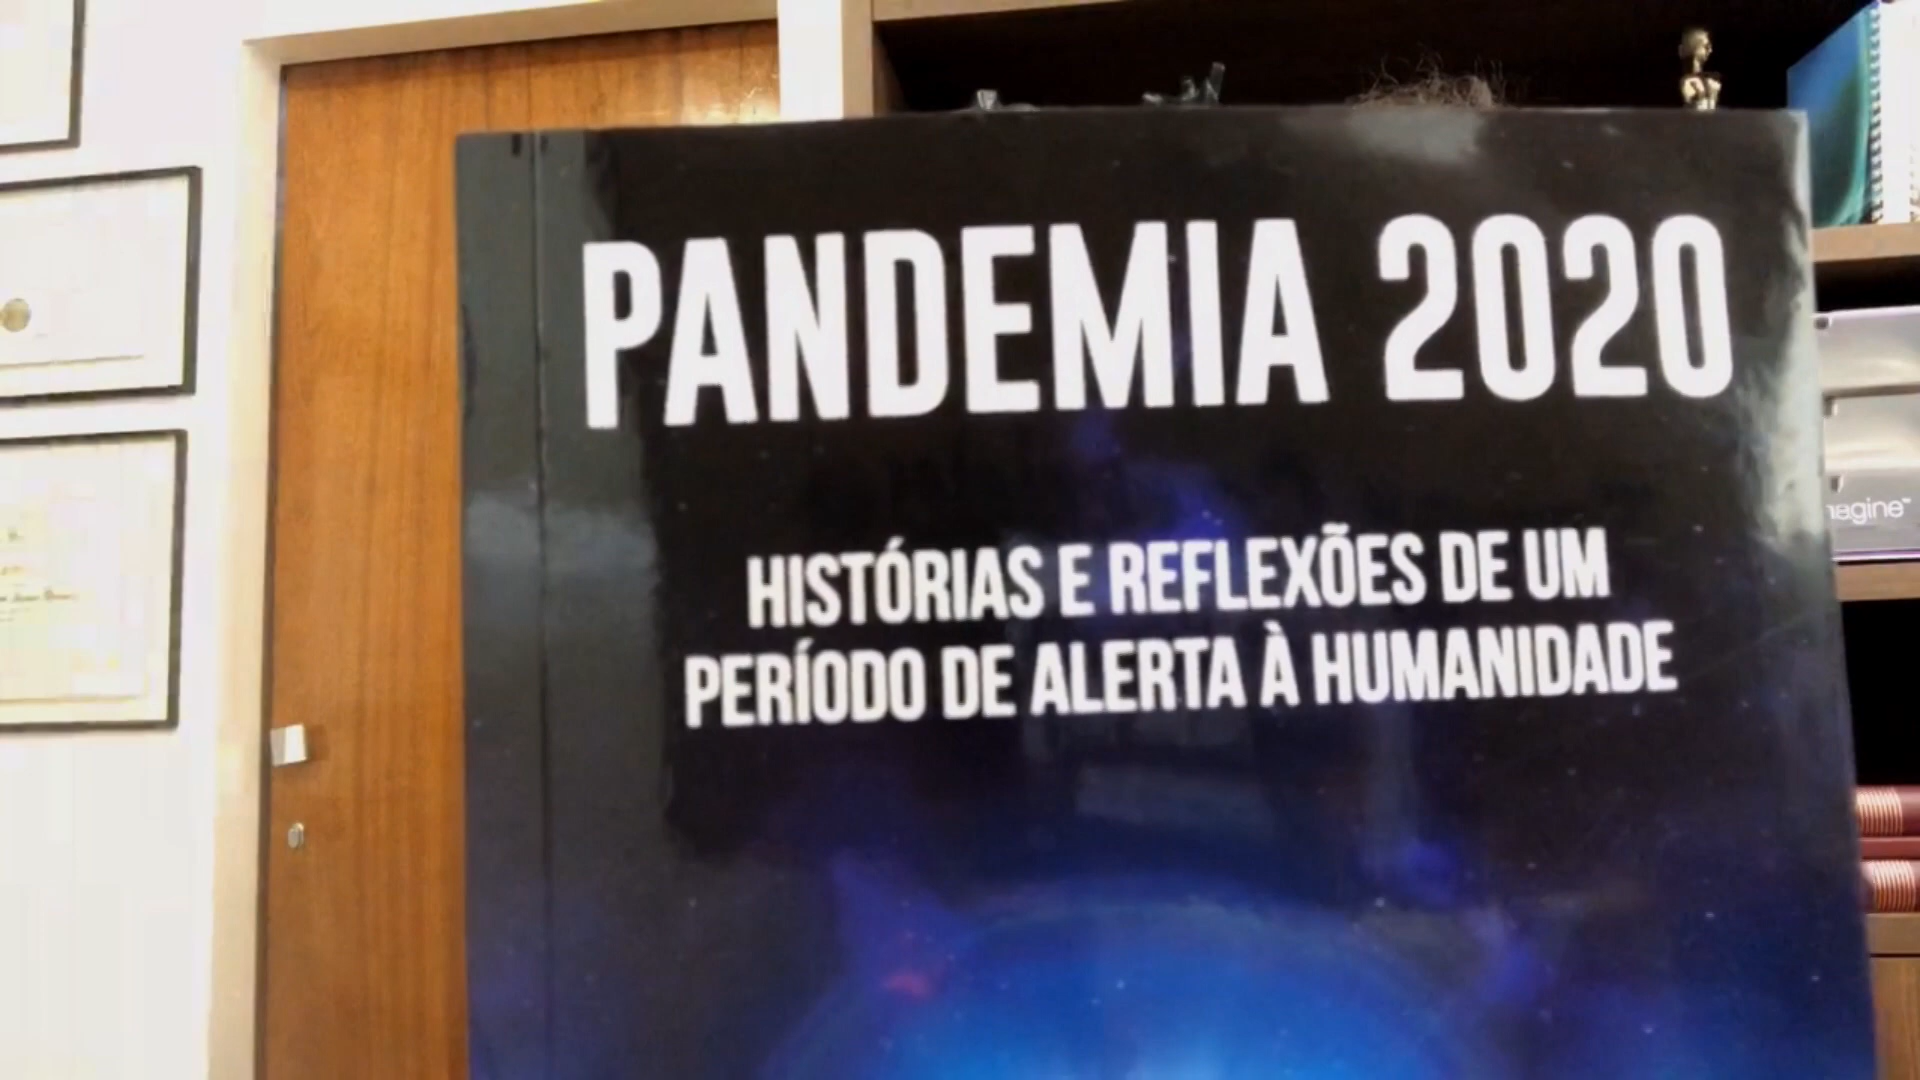 PANDEMIA 2020
HISTÓRIAS E REFLEXÕES DE UM
PERÍODO DE ALERTA À HUMANIDADE